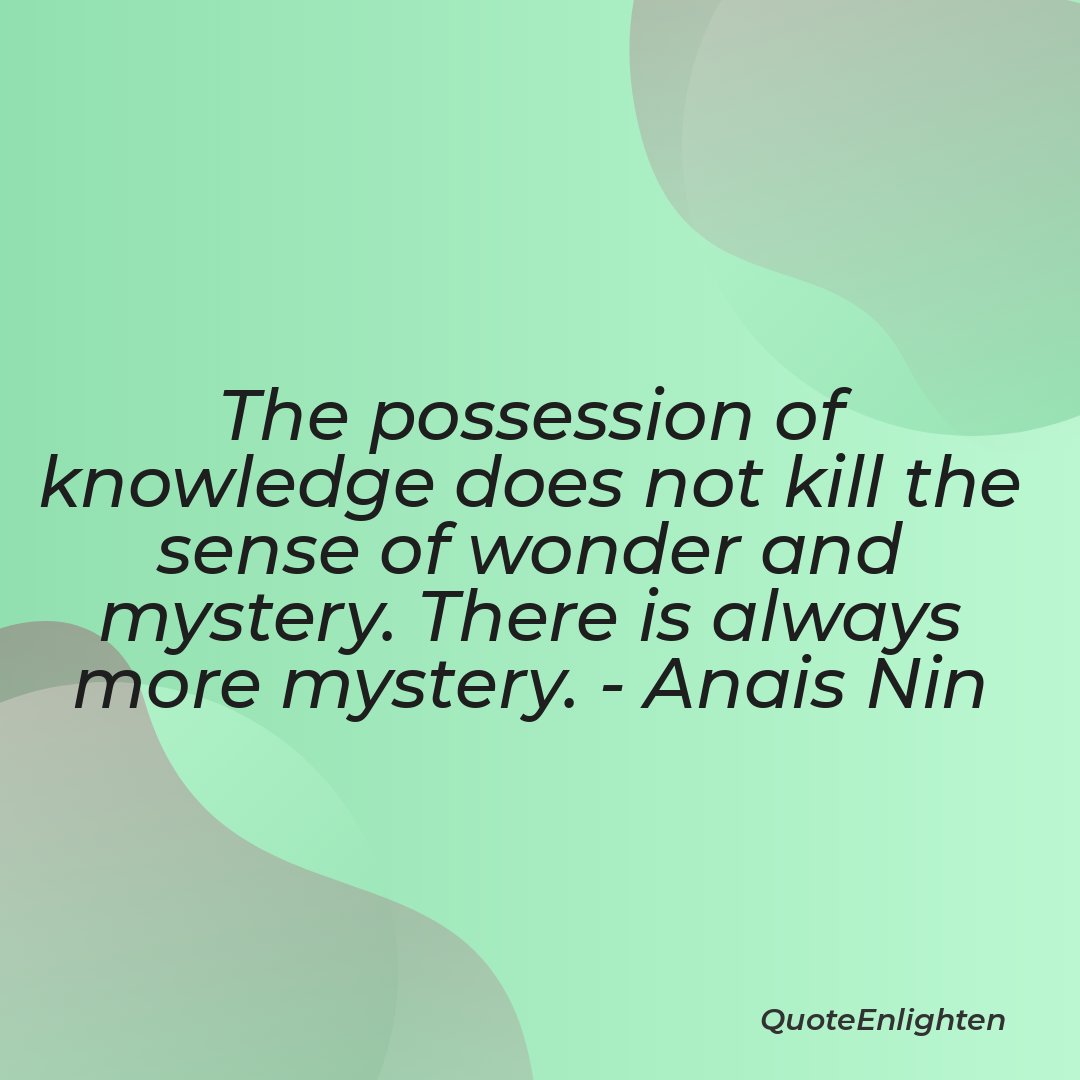 The possession of
knowledge does not kill the
sense of wonder and
mystery. There is always
more mystery. - Anais Nin
QuoteEnlighten